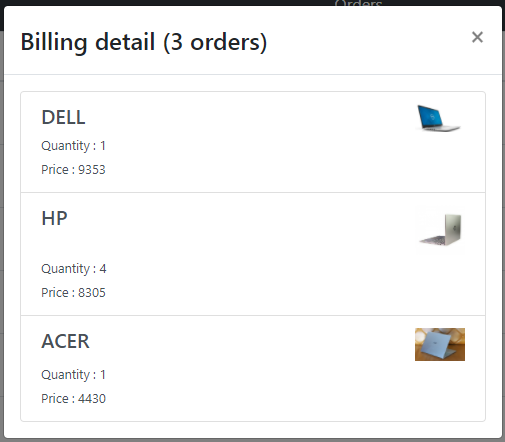 Orders
Billing detail (3 orders)
×
DELL
Quantity : 1
Price : 9353
HP
Quantity : 4
Price : 8305
ACER
Quantity : 1
Price : 4430